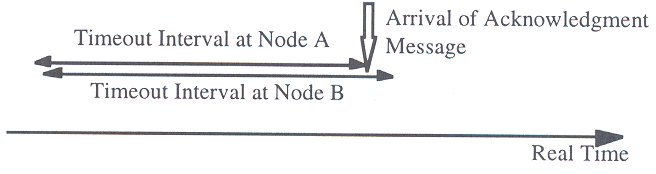 Arrival of Acknowledgment
Message
Timeout Interval at Node A
Timeout Interval at Node B
Real Time